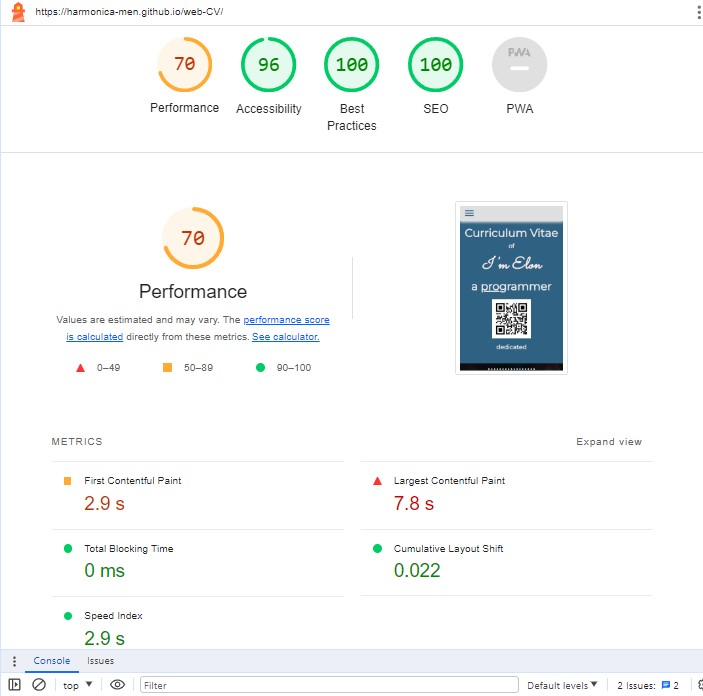 https://harmonica-men.github.io/web-CV/
70
96
100
100
PWA
Performance
Accessibility
Best
Practices
SEO
PWA
70
Performance
Values are estimated and may vary. The performance score
is calculated directly from these metrics. See calculator.
0–49
50–89
90–100
Curriculum Vitae
of
I'm Elon
a programmer
dedicated
METRICS
Expand view
First Contentful Paint
2.9 s
Largest Contentful Paint
7.8 s
Total Blocking Time
0 ms
Cumulative Layout Shift
0.022
Speed Index
2.9 s
Console
Issues
top
Filter
Default levels
2 Issues:
2